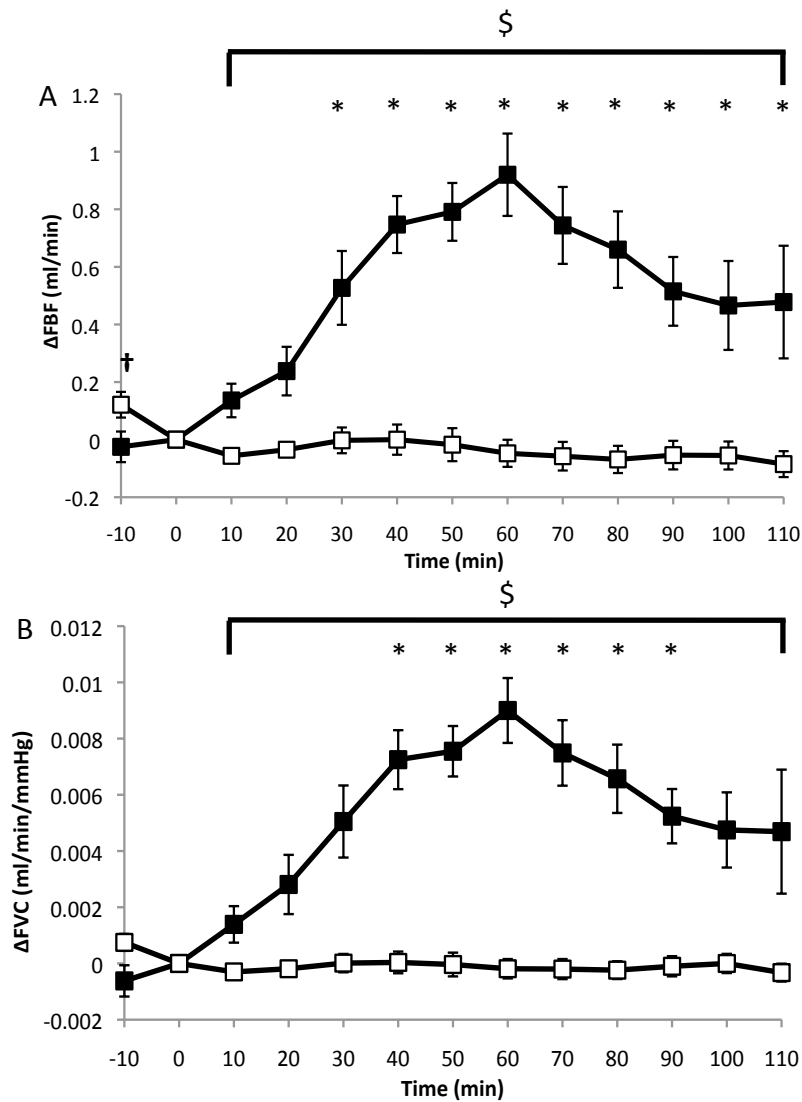 $
A
* * * * * * * * *
1.2
1
0.8
0.6
0.4
0.2
0
-0.2
ΔFBF (ml/min)
†
-10 0 10 20 30 40 50 60 70 80 90 100 110
Time (min)
$
B
* * * * * *
0.012
0.01
0.008
0.006
0.004
0.002
0
-0.002
ΔFVC (ml/min/mmHg)
-10 0 10 20 30 40 50 60 70 80 90 100 110
Time (min)